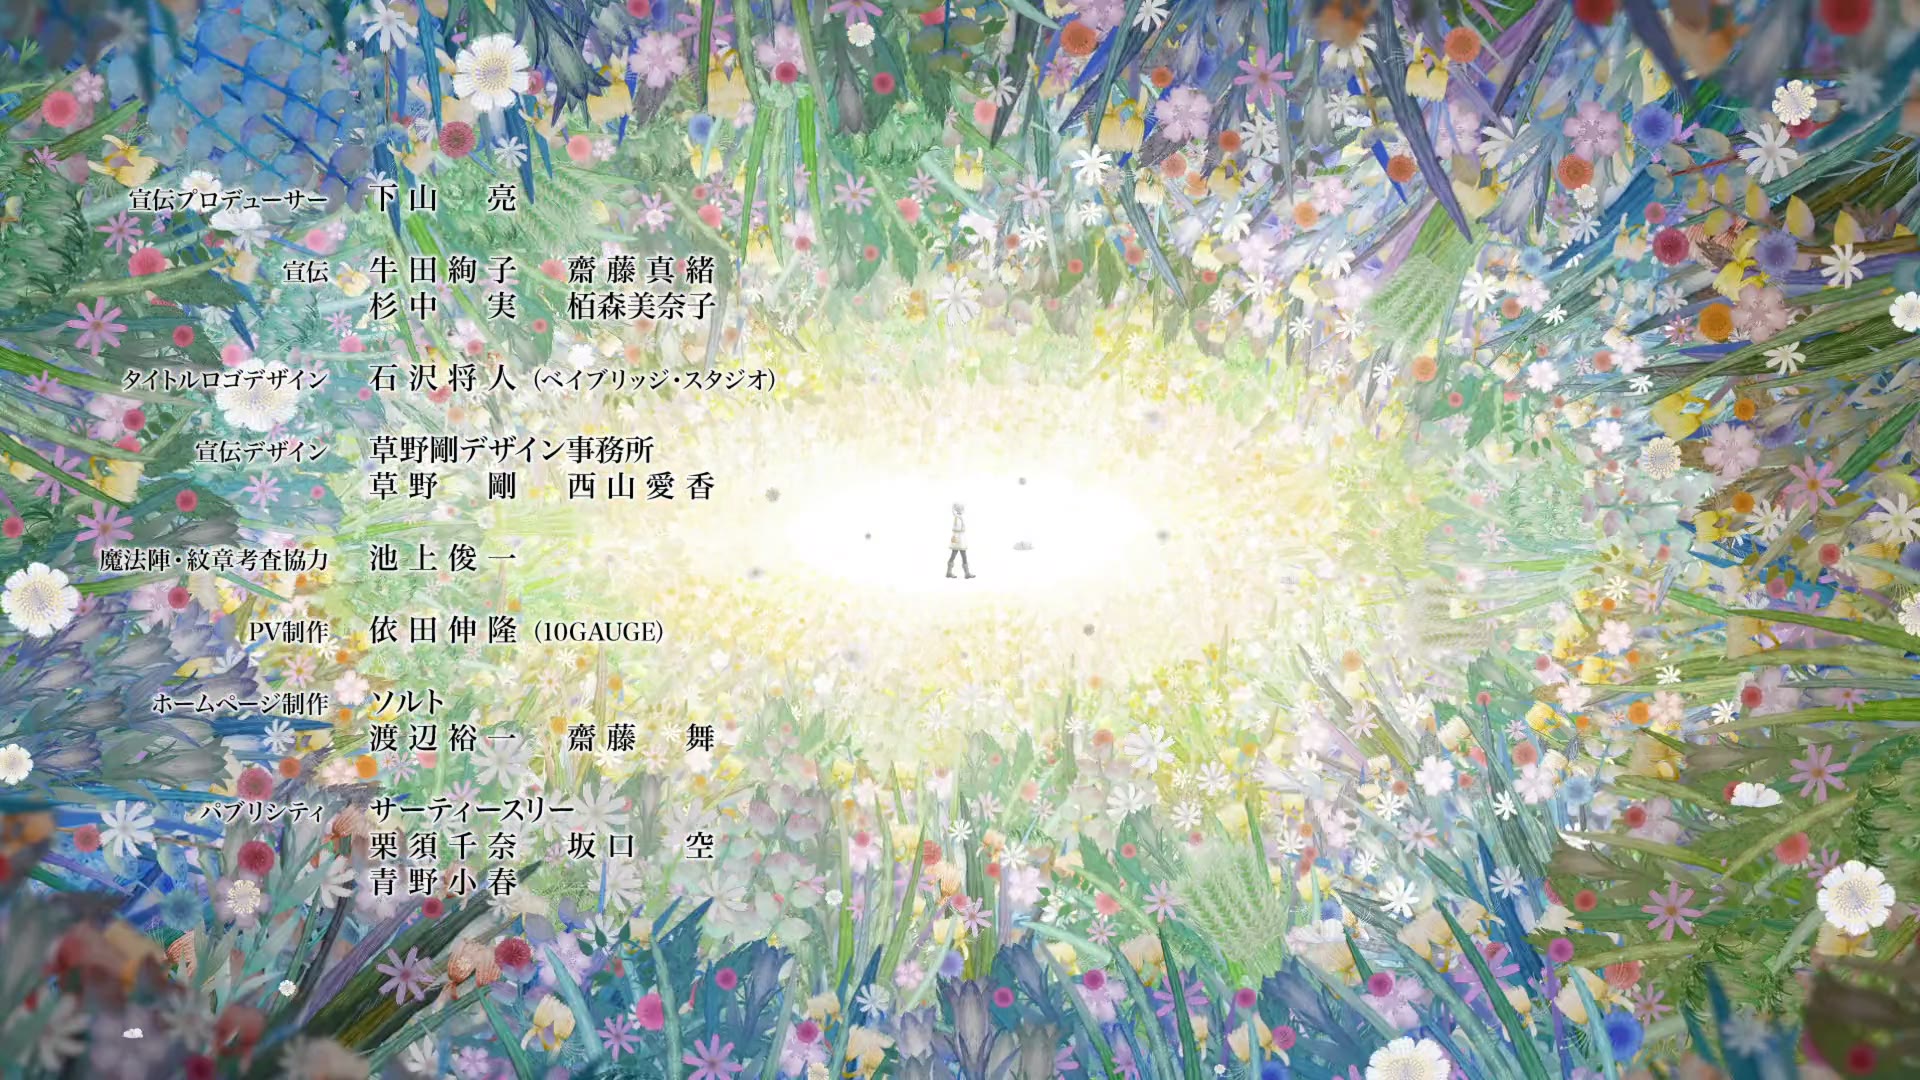 宣伝プロデューサー 下山 亮
宣伝 牛田絢子 齋藤真緒
杉中 実 栢森美奈子
タイトルロゴデザイン 石沢将人（ベイブリッジ・スタジオ）
宣伝デザイン 草野剛デザイン事務所
草野 剛 西山愛香
魔法陣・紋章考査協力 池上俊一
PV制作 依田伸隆（10GAUGE）
ホームページ制作 ソルト
渡辺裕一 齋藤 舞
パブリシティ サーティースリー
栗須千奈 坂口 空
青野小春